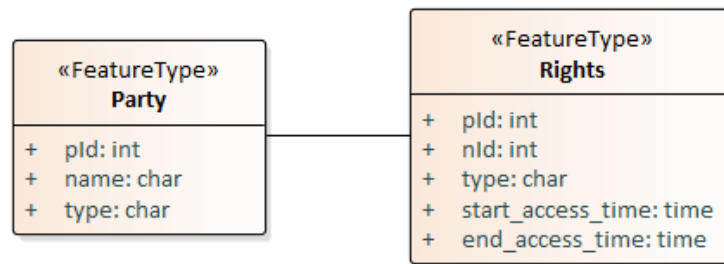 «FeatureType»
Party
+ pId: int
+ name: char
+ type: char
«FeatureType»
Rights
+ pId: int
+ nId: int
+ type: char
+ start_access_time: time
+ end_access_time: time